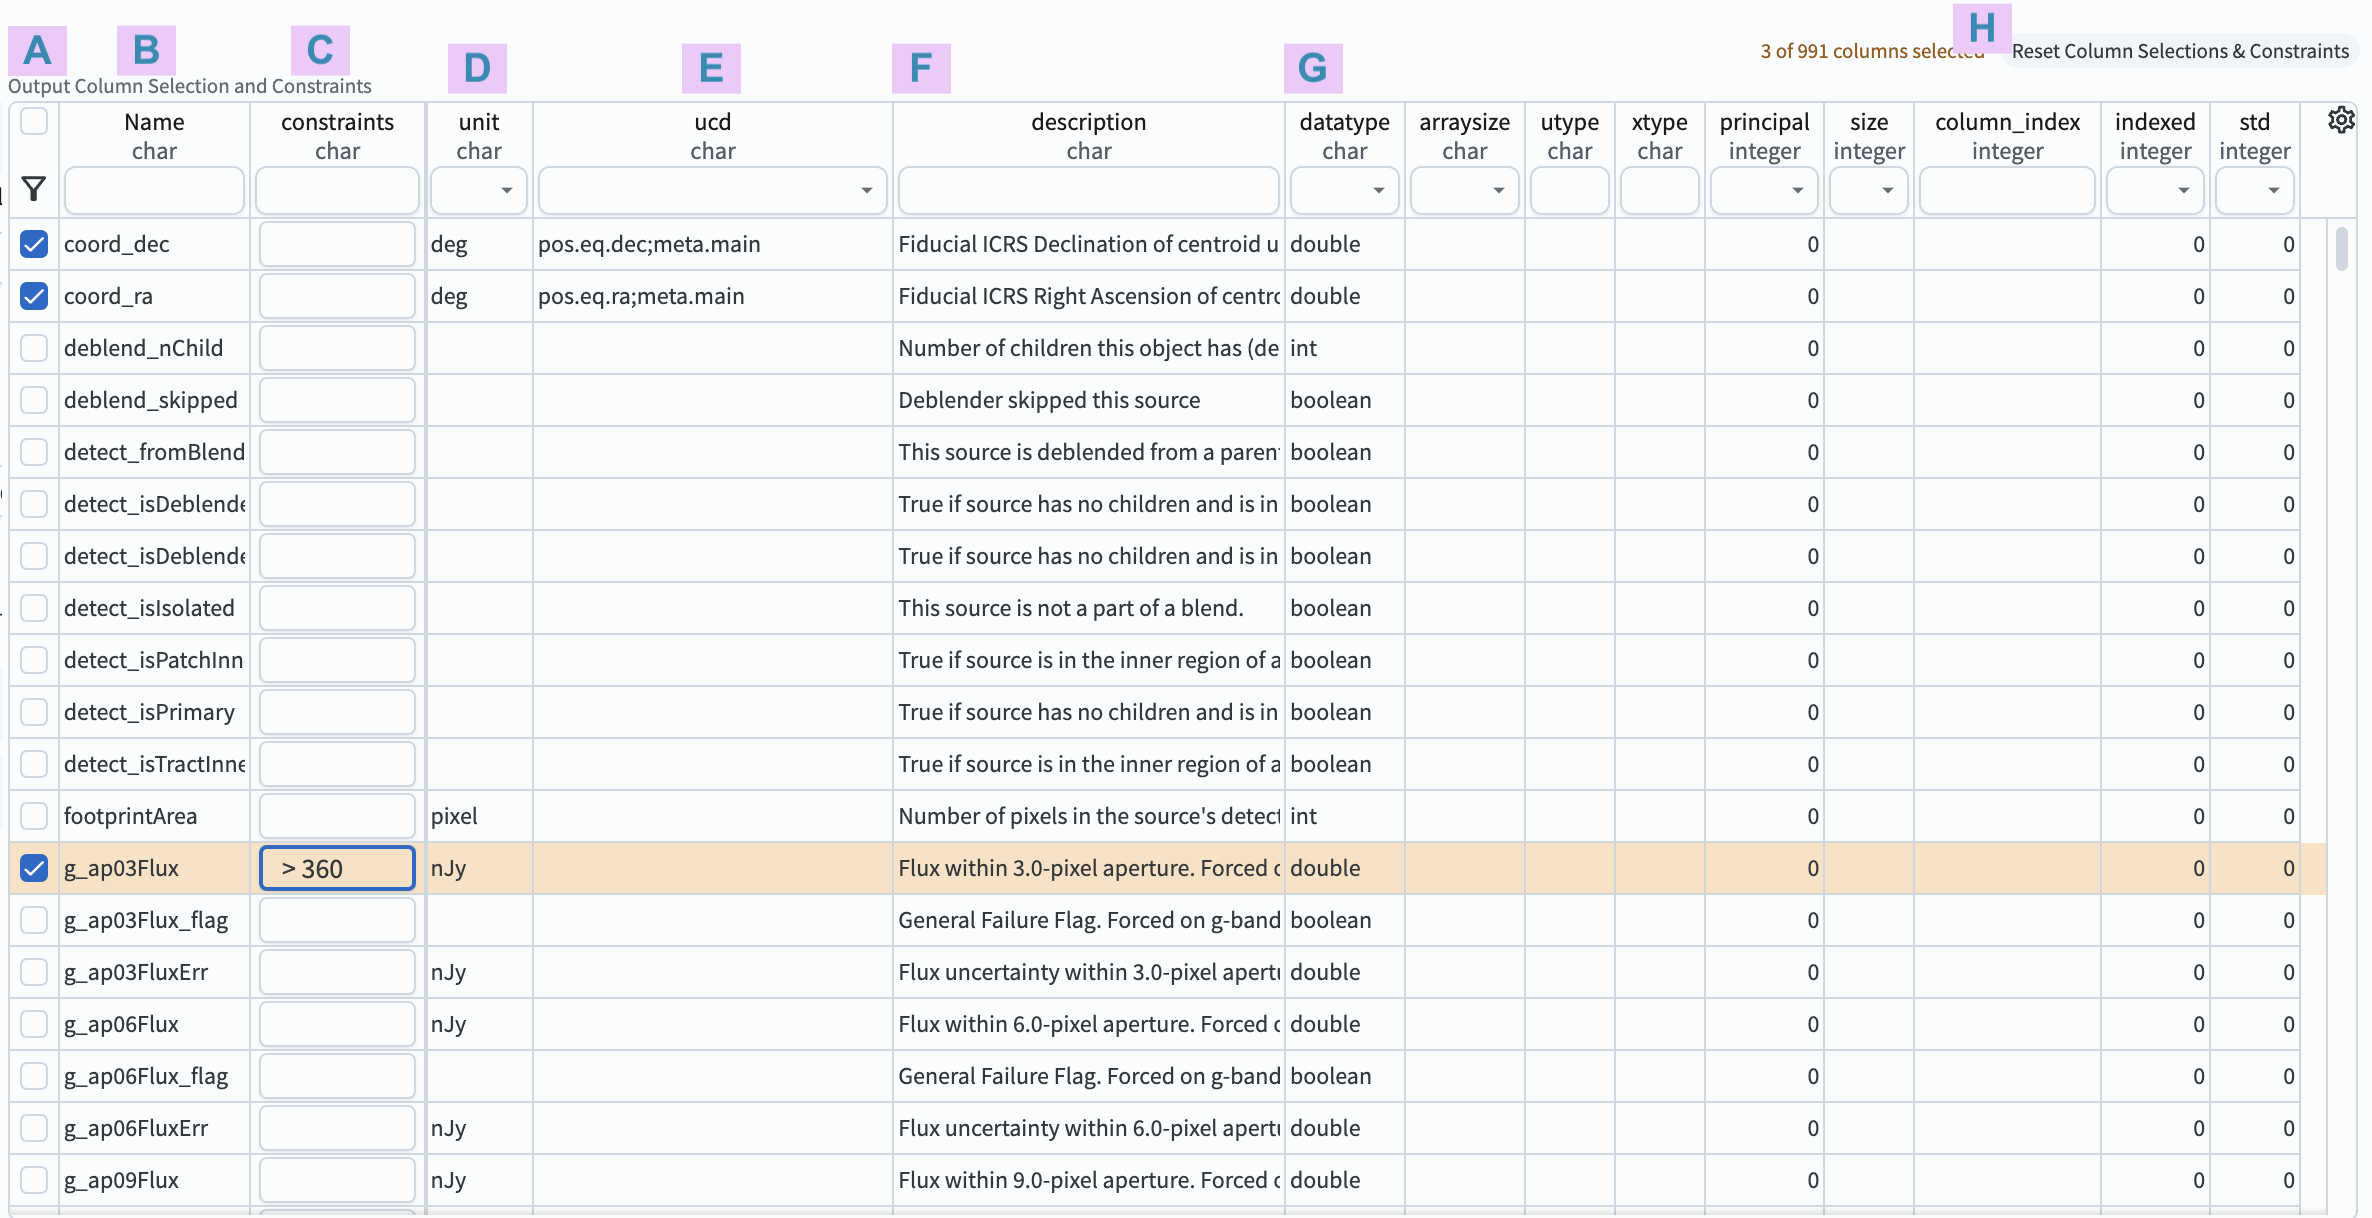 A B C D E F G H
3 of 991 columns selected Reset Column Selections & Constraints
Output Column Selection and Constraints
Name constraints unit ucd description datatype arraysize utype xtype principal size column_index indexed std
char char char char char char char char char integer integer integer integer integer
coord_dec deg pos.eq.dec;meta.main Fiducial ICRS Declination of centroid u double 0 0 0
coord_ra deg pos.eq.ra;meta.main Fiducial ICRS Right Ascension of centro double 0 0 0
deblend_nChild Number of children this object has (de int 0 0 0
deblend_skipped Deblender skipped this source boolean 0 0 0
detect_fromBlend This source is deblended from a paren boolean 0 0 0
detect_isDeblende True if source has no children and is in boolean 0 0 0
detect_isDeblende True if source has no children and is in boolean 0 0 0
detect_isIsolated This source is not a part of a blend. boolean 0 0 0
detect_isPatchInn True if source is in the inner region of a boolean 0 0 0
detect_isPrimary True if source has no children and is in boolean 0 0 0
detect_isTractInne True if source is in the inner region of a boolean 0 0 0
footprintArea pixel Number of pixels in the source's detect int 0 0 0
g_ap03Flux > 360 nJy Flux within 3.0-pixel aperture. Forced o double 0 0 0
g_ap03Flux_flag General Failure Flag. Forced on g-band boolean 0 0 0
g_ap03FluxErr nJy Flux uncertainty within 3.0-pixel apertu double 0 0 0
g_ap06Flux nJy Flux within 6.0-pixel aperture. Forced o double 0 0 0
g_ap06Flux_flag General Failure Flag. Forced on g-band boolean 0 0 0
g_ap06FluxErr nJy Flux uncertainty within 6.0-pixel apertu double 0 0 0
g_ap09Flux nJy Flux within 9.0-pixel aperture. Forced o double 0 0 0